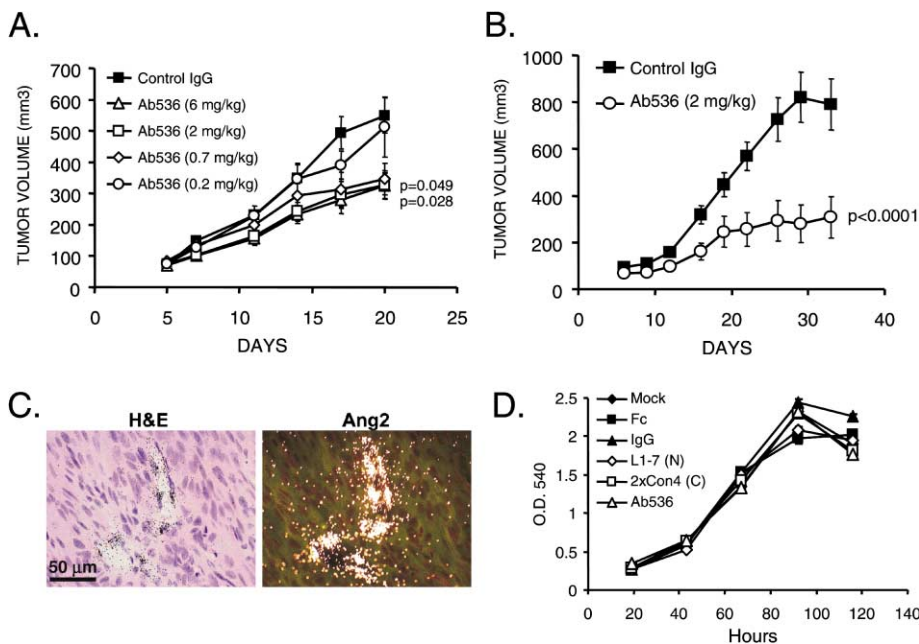 A.
TUMOR VOLUME (mm3)
700
600
500
400
300
200
100
0
Control IgG
Ab536 (6 mg/kg)
Ab536 (2 mg/kg)
Ab536 (0.7 mg/kg)
Ab536 (0.2 mg/kg)
p=0.049
p=0.028
0 5 10 15 20 25
DAYS
B.
TUMOR VOLUME (mm3)
1000
800
600
400
200
0
Control IgG
Ab536 (2 mg/kg)
p<0.0001
0 10 20 30 40
DAYS
C.
H&E
Ang2
50 μm
D.
O.D. 540
2.5
2
1.5
1
0.5
0
Mock
Fc
IgG
L1-7 (N)
2xCon4 (C)
Ab536
0 20 40 60 80 100 120 140
Hours